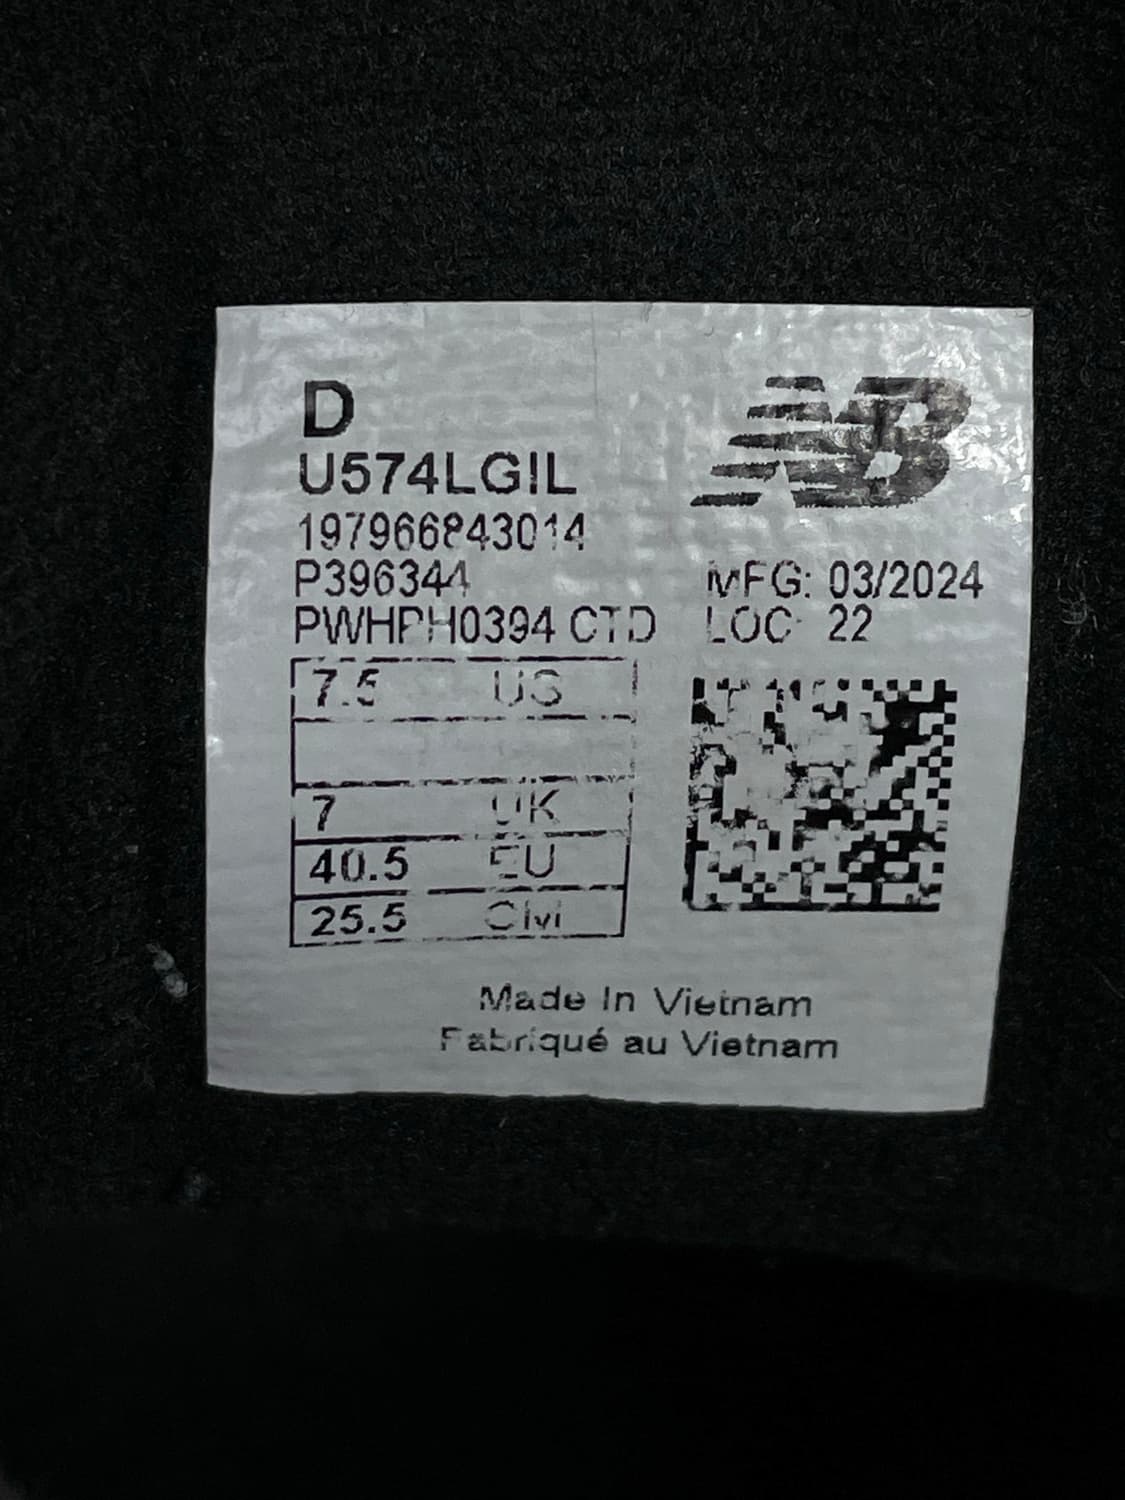 D
NB
U574LGIL
197966843014
P396344
MFG: 03/2024
PWHPH0394 CTD
LOC: 22
7.5 US
7 UK
40.5 EU
25.5 CM
Made In Vietnam
Fabriqué au Vietnam